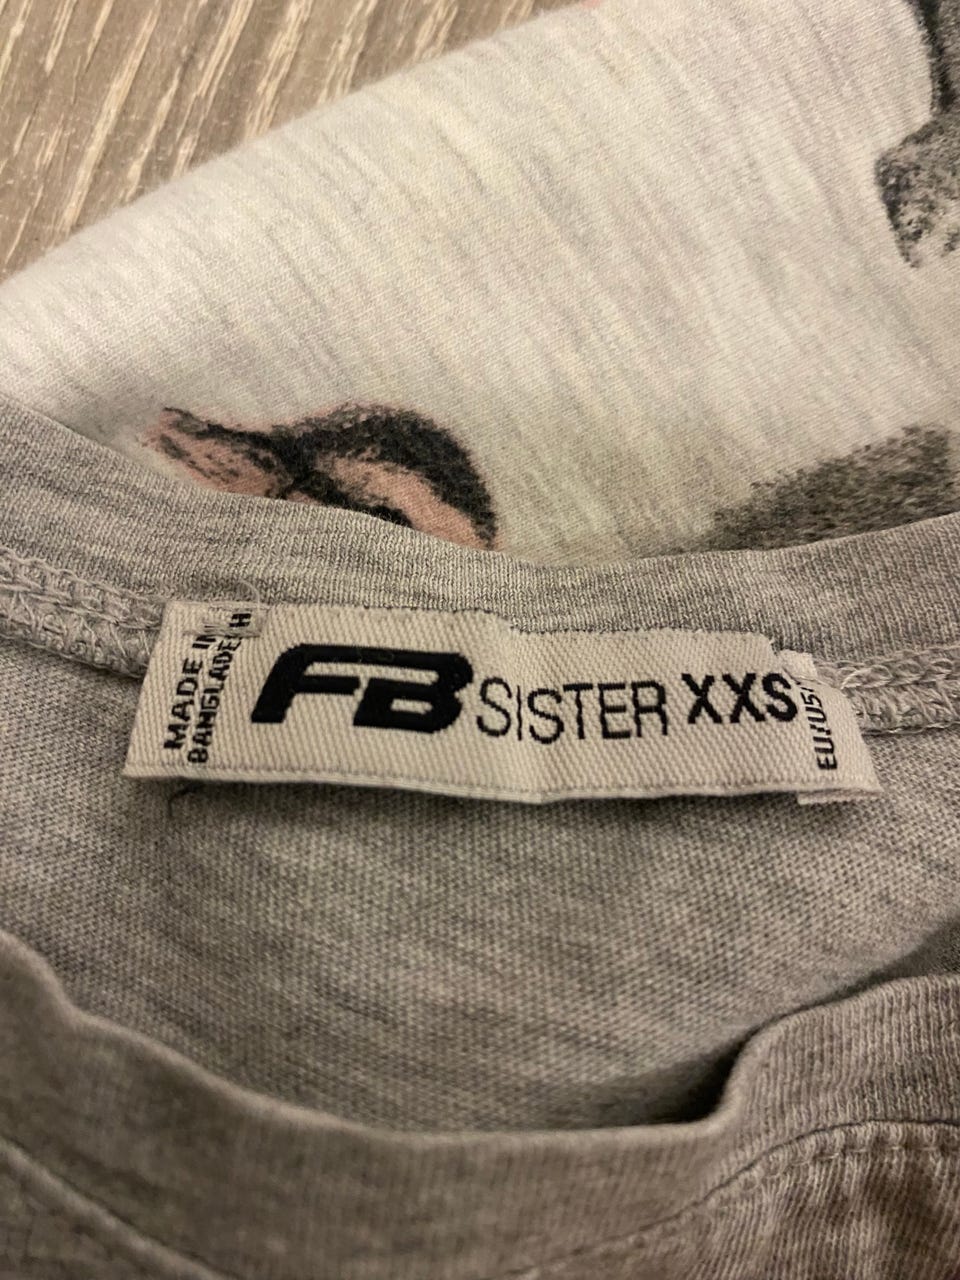 MADE IN
BANGLADESH
FB SISTER XXS
EU/US/